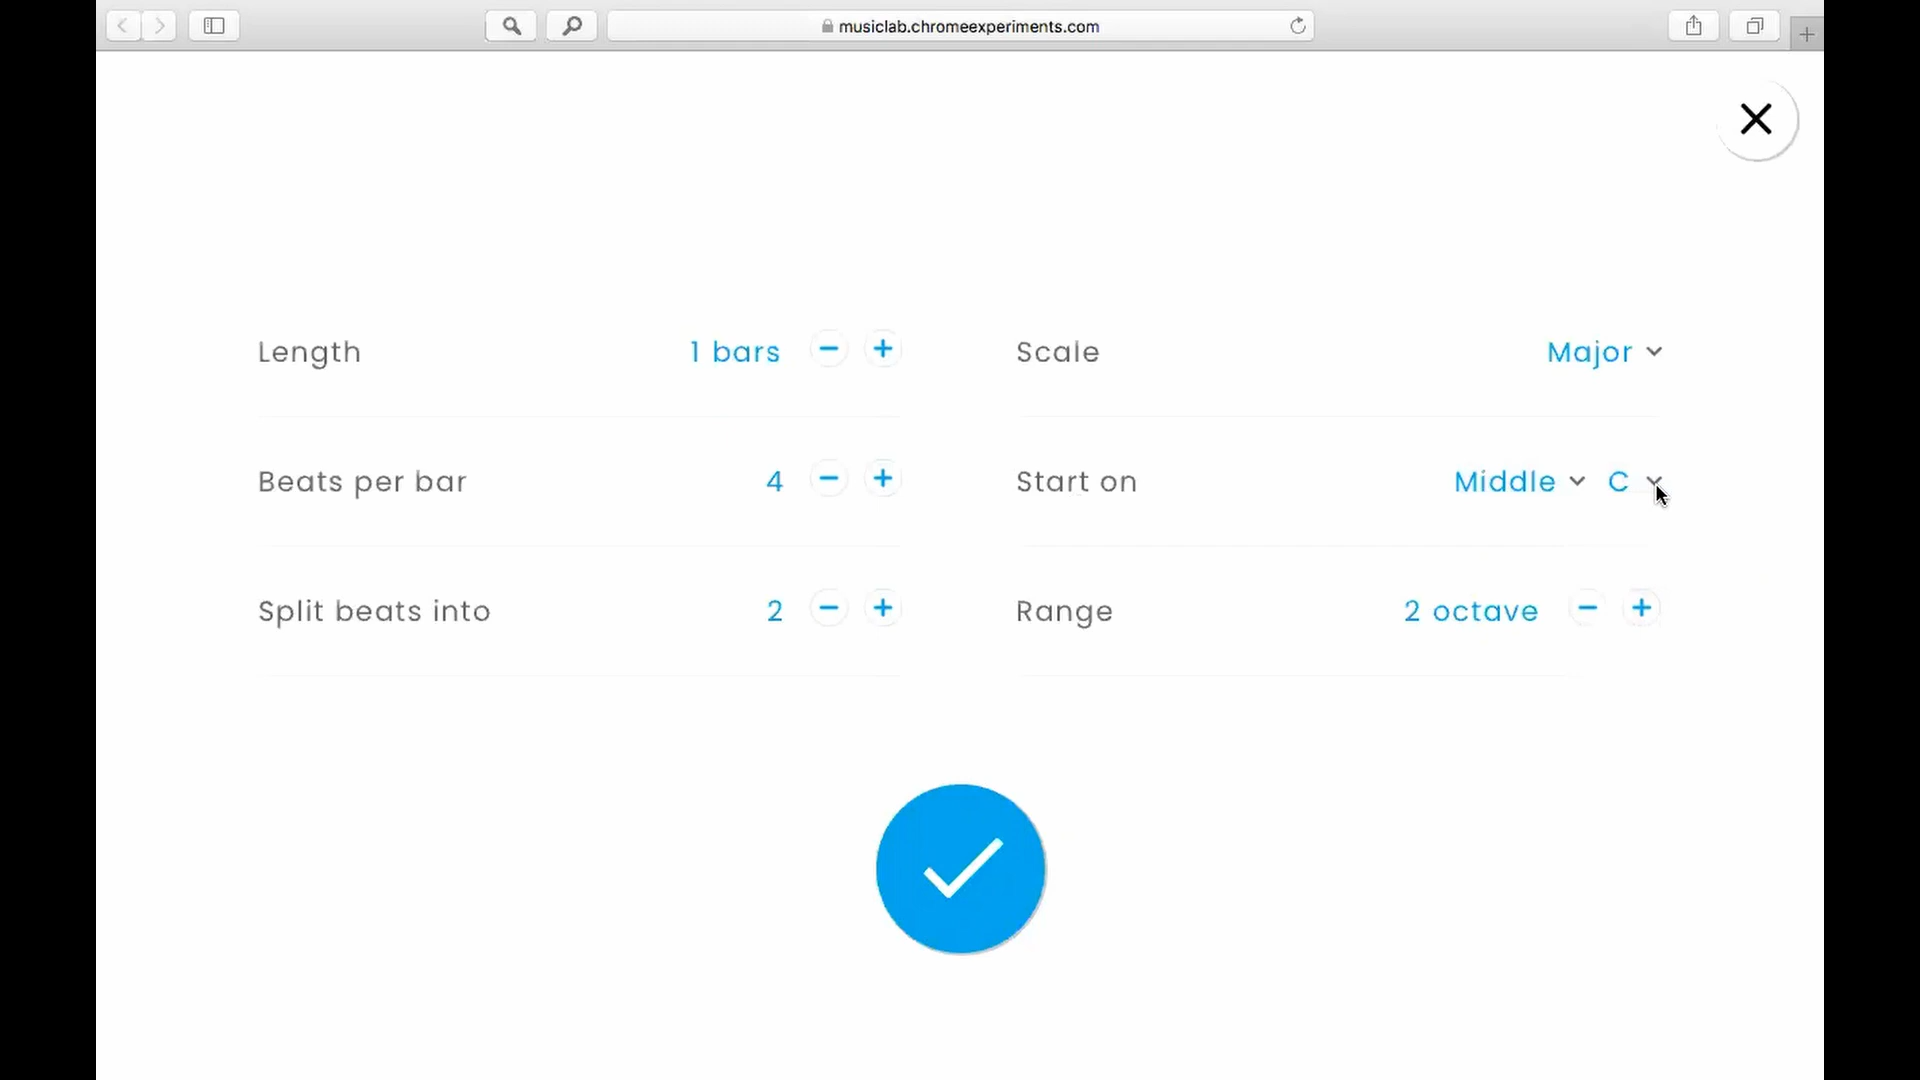 musiclab.chromeexperiments.com
Length 1 bars
Scale Major
Beats per bar 4
Start on Middle C
Split beats into 2
Range 2 octave